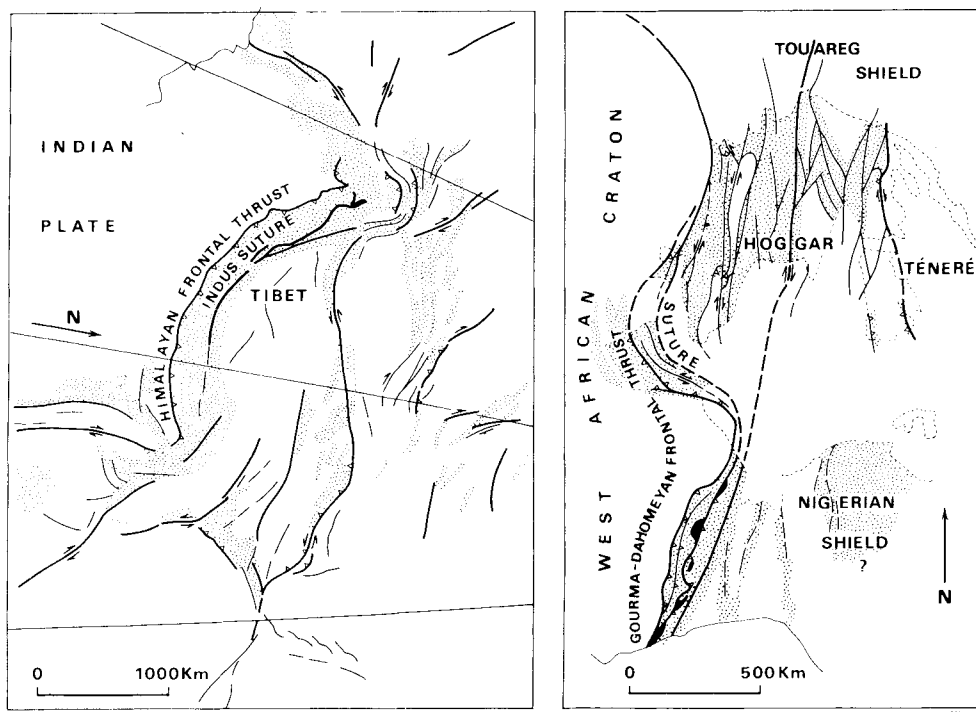 INDIAN
PLATE
HIMALAYAN FRONTAL THRUST
INDUS SUTURE
TIBET
N
0 1000Km
TOUAREG
SHIELD
WEST AFRICAN CRATON
HOGGAR
TÉNERÉ
SUTURE
GOURMA-DAHOMEYAN FRONTAL THRUST
NIGERIAN
SHIELD
?
N
0 500Km